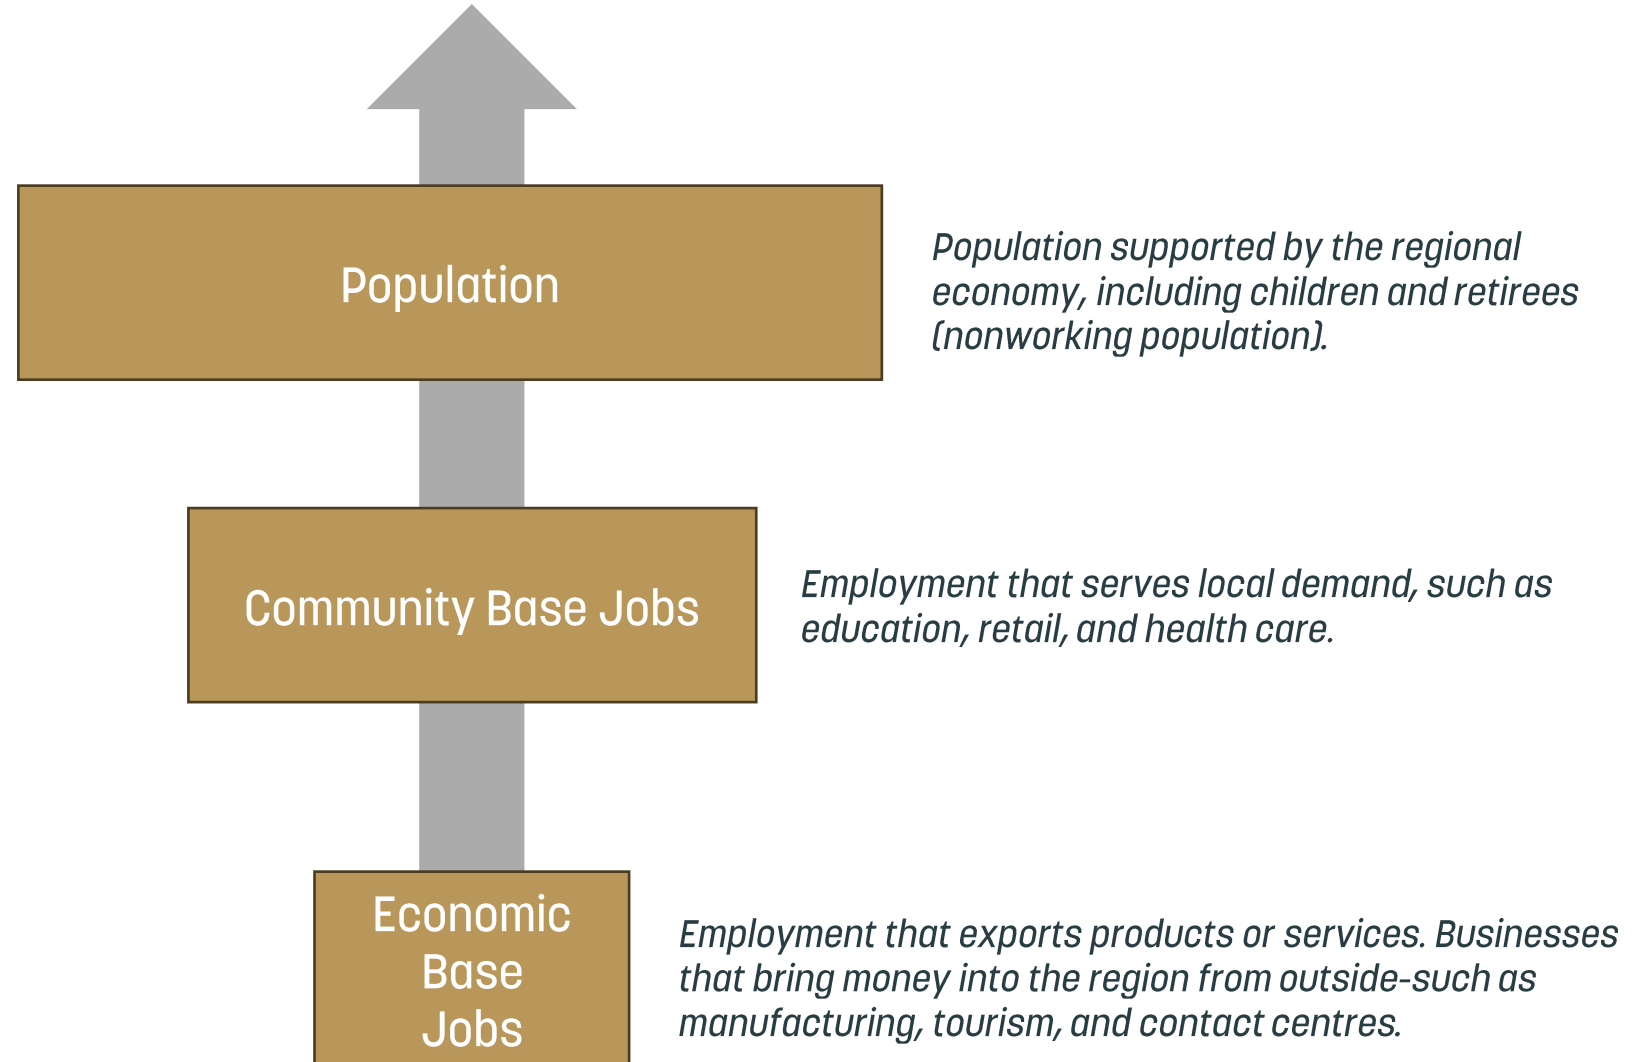 Population
Population supported by the regional
economy, including children and retirees
(nonworking population).
Community Base Jobs
Employment that serves local demand, such as
education, retail, and health care.
Economic
Base
Jobs
Employment that exports products or services. Businesses
that bring money into the region from outside-such as
manufacturing, tourism, and contact centres.